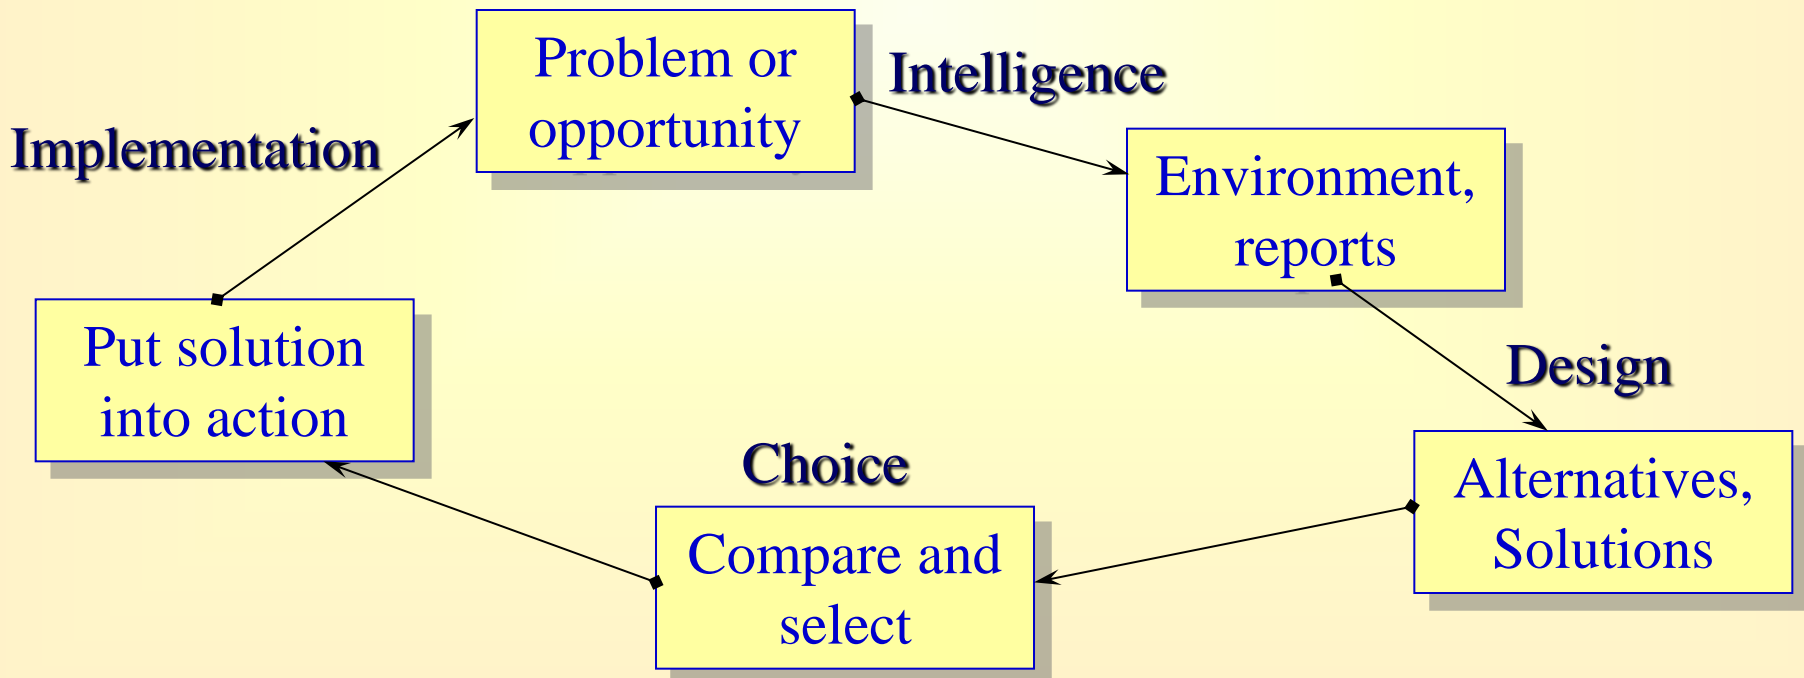 Problem or
opportunity
Intelligence
Implementation
Environment,
reports
Put solution
into action
Design
Choice
Alternatives,
Solutions
Compare and
select